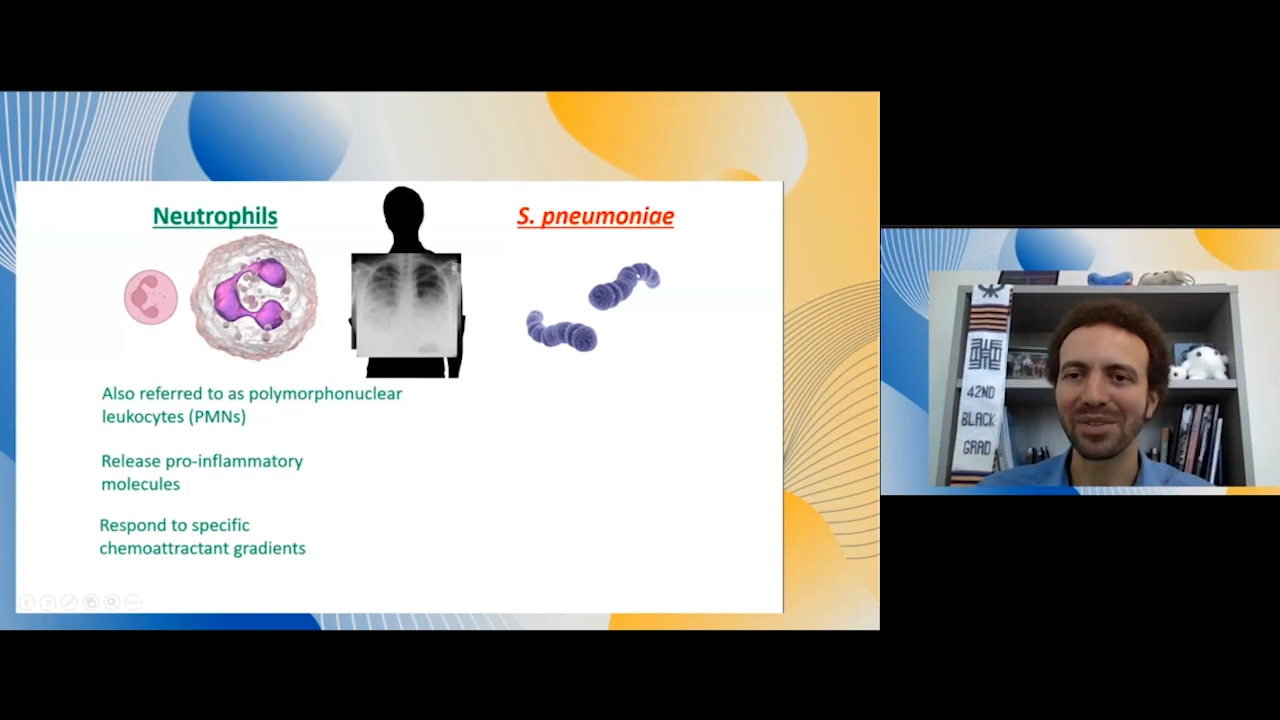 Neutrophils
S. pneumoniae
Also referred to as polymorphonuclear
leukocytes (PMNs)
Release pro-inflammatory
molecules
Respond to specific
chemoattractant gradients
42ND
BLACK
GRAD